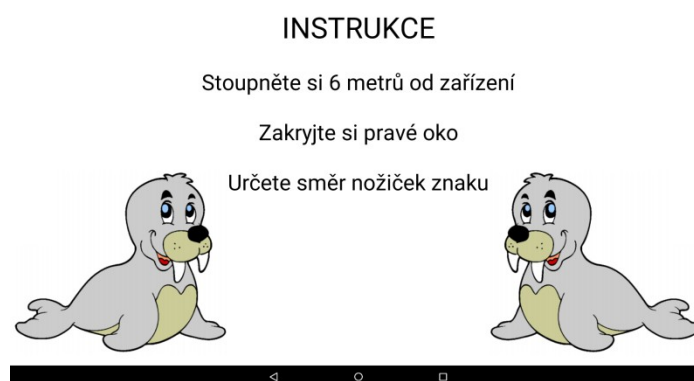 INSTRUKCE
Stoupněte si 6 metrů od zařízení
Zakryjte si pravé oko
Určete směr nožiček znaku